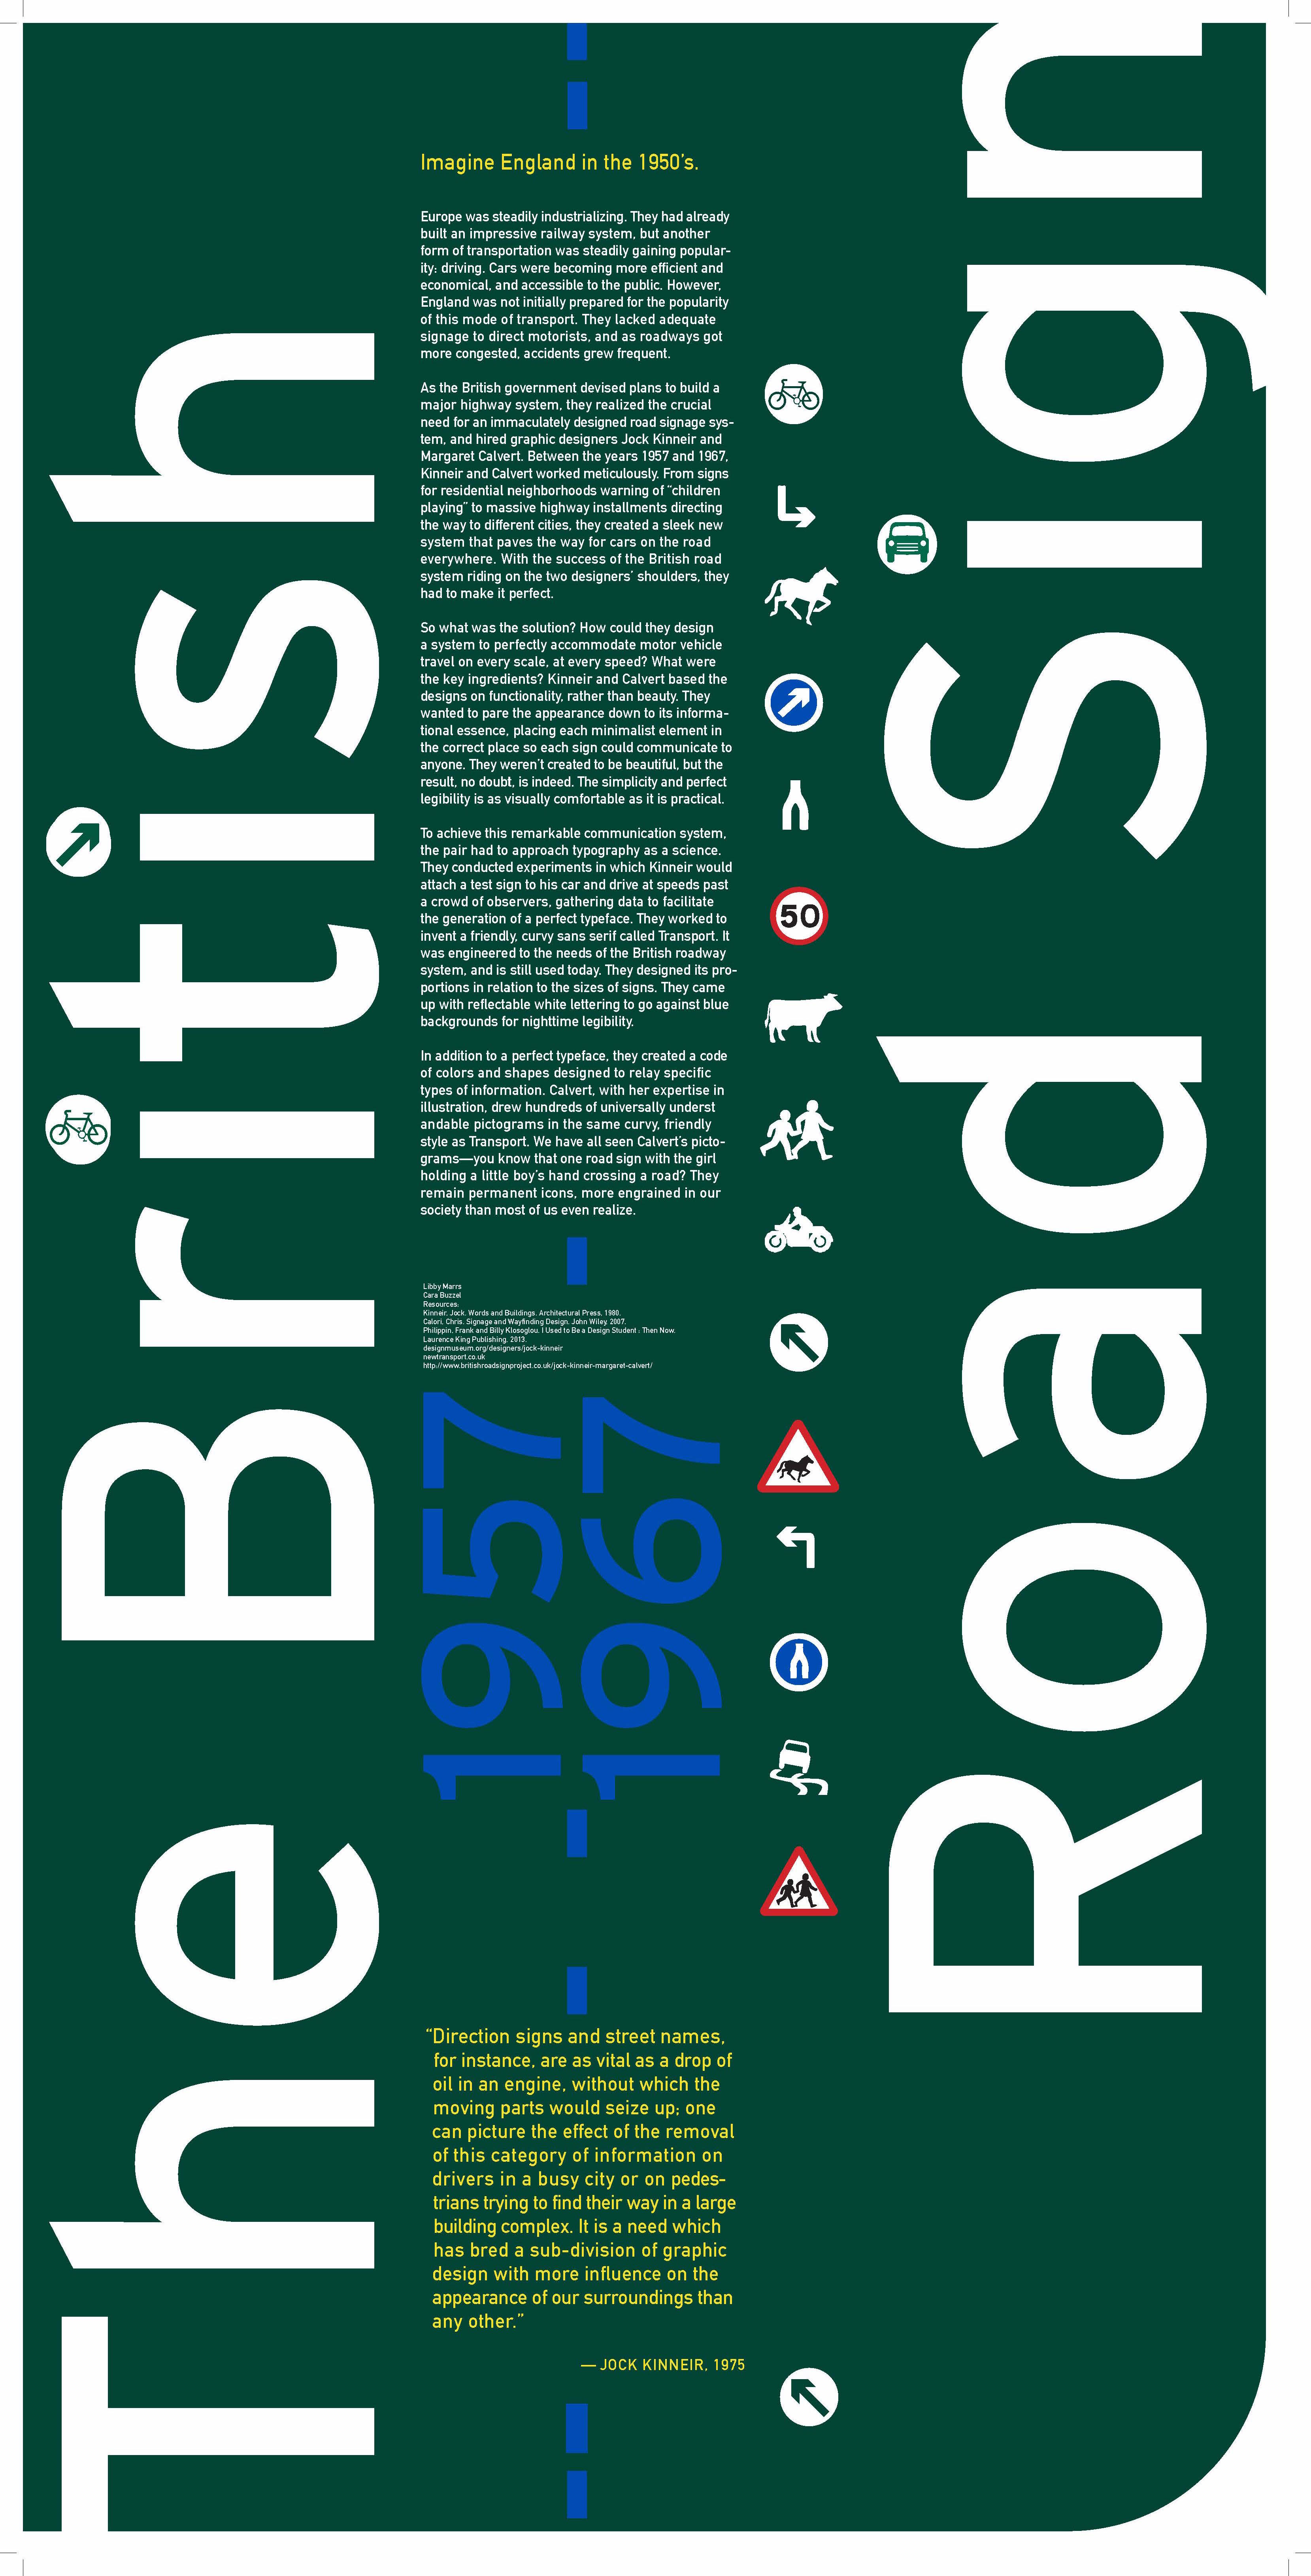 The British
Road Sign
Imagine England in the 1950's.
Europe was steadily industrializing. They had already
built an impressive railway system, but another
form of transportation was steadily gaining popular-
ity: driving. Cars were becoming more efficient and
economical, and accessible to the public. However,
England was not initially prepared for the popularity
of this mode of transport. They lacked adequate
signage to direct motorists, and as roadways got
more congested, accidents grew frequent.
As the British government devised plans to build a
major highway system, they realized the crucial
need for an immaculately designed road signage sys-
tem, and hired graphic designers Jock Kinneir and
Margaret Calvert. Between the years 1957 and 1967,
Kinneir and Calvert worked meticulously. From signs
for residential neighborhoods warning of "children
playing" to massive highway installments directing
the way to different cities, they created a sleek new
system that paves the way for cars on the road
everywhere. With the success of the British road
system riding on the two designers' shoulders, they
had to make it perfect.
So what was the solution? How could they design
a system to perfectly accommodate motor vehicle
travel on every scale, at every speed? What were
the key ingredients? Kinneir and Calvert based the
designs on functionality, rather than beauty. They
wanted to pare the appearance down to its informa-
tional essence, placing each minimalist element in
the correct place so each sign could communicate to
anyone. They weren't created to be beautiful, but the
result, no doubt, is indeed. The simplicity and perfect
legibility is as visually comfortable as it is practical.
To achieve this remarkable communication system,
the pair had to approach typography as a science.
They conducted experiments in which Kinneir would
attach a test sign to his car and drive at speeds past
a crowd of observers, gathering data to facilitate
the generation of a perfect typeface. They worked to
invent a friendly, curvy sans serif called Transport. It
was engineered to the needs of the British roadway
system, and is still used today. They designed its pro-
portions in relation to the sizes of signs. They came
up with reflectable white lettering to go against blue
backgrounds for nighttime legibility.
In addition to a perfect typeface, they created a code
of colors and shapes designed to relay specific
types of information. Calvert, with her expertise in
illustration, drew hundreds of universally underst
andable pictograms in the same curvy, friendly
style as Transport. We have all seen Calvert's picto-
grams—you know that one road sign with the girl
holding a little boy's hand crossing a road? They
remain permanent icons, more engrained in our
society than most of us even realize.
Libby Marrs
Cara Buzzel
Resources:
Kinneir, Jock. Words and Buildings. Architectural Press, 1980.
Calori, Chris. Signage and Wayfinding Design. John Wiley. 2007.
Philippin, Frank and Billy Klosoglou. I Used to Be a Design Student : Then Now.
Laurence King Publishing, 2013.
designmuseum.org/designers/jock-kinneir
newtransport.co.uk
http://www.britishroadsignproject.co.uk/jock-kinneir-margaret-calvert/
1957
1967
50
"Direction signs and street names,
for instance, are as vital as a drop of
oil in an engine, without which the
moving parts would seize up; one
can picture the effect of the removal
of this category of information on
drivers in a busy city or on pedes-
trians trying to find their way in a large
building complex. It is a need which
has bred a sub-division of graphic
design with more influence on the
appearance of our surroundings than
any other."
— JOCK KINNEIR, 1975